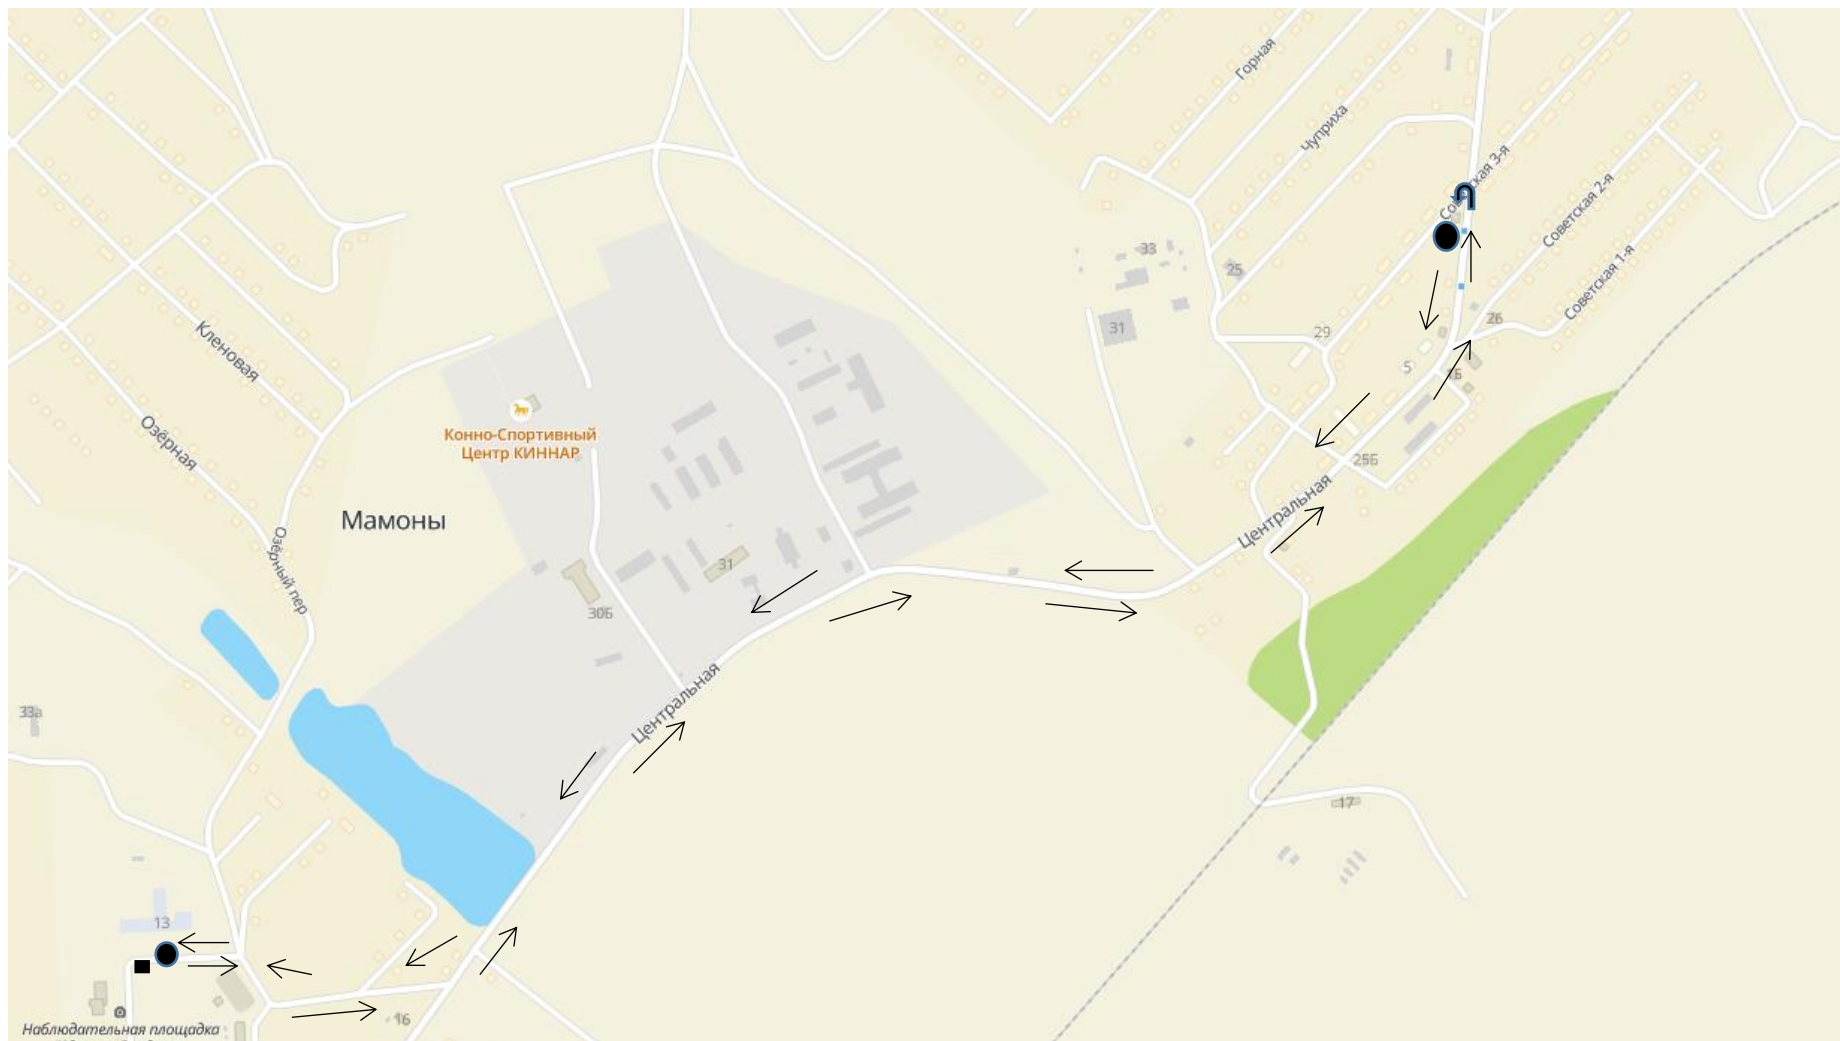 Горная
Чуприха
Советская 3-я
Советская 2-я
Советская 1-я
33
25
31
29
26
5
1Б
25Б
Кленовая
Озёрная
Конно-Спортивный
Центр КИННАР
Мамоны
Озёрный пер
31
30Б
Центральная
Центральная
33а
17
13
16
Наблюдательная площадка